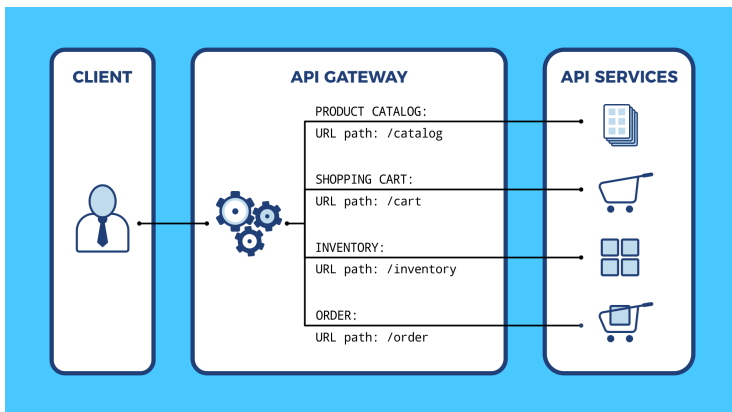 CLIENT
API GATEWAY
API SERVICES
PRODUCT CATALOG:
URL path: /catalog
SHOPPING CART:
URL path: /cart
INVENTORY:
URL path: /inventory
ORDER:
URL path: /order